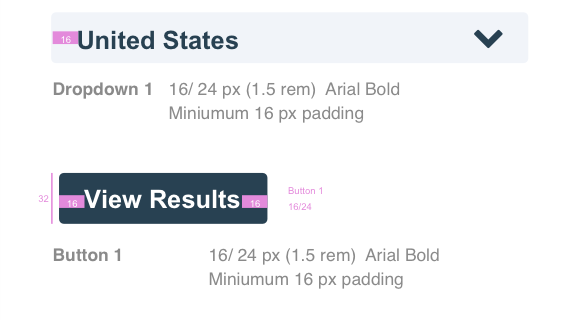 16 United States
Dropdown 1 16/ 24 px (1.5 rem) Arial Bold
Miniumum 16 px padding
32 16 View Results 16 Button 1
16/24
Button 1 16/ 24 px (1.5 rem) Arial Bold
Miniumum 16 px padding